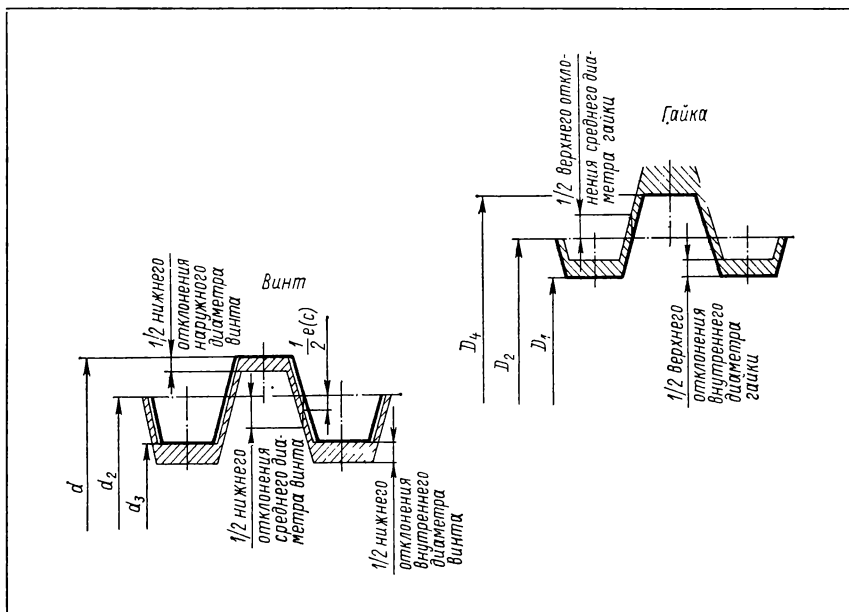 Винт
1/2 нижнего
отклонения
наружного
диаметра
винта
1/2 e(c)
d
d2
d3
1/2 нижнего
отклонения
среднего диа-
метра винта
1/2 нижнего
отклонения
внутреннего
диаметра
винта
Гайка
1/2 верхнего откло-
нения среднего диа-
метра гайки
D4
D2
D1
1/2 верхнего
отклонения
внутреннего
диаметра
гайки